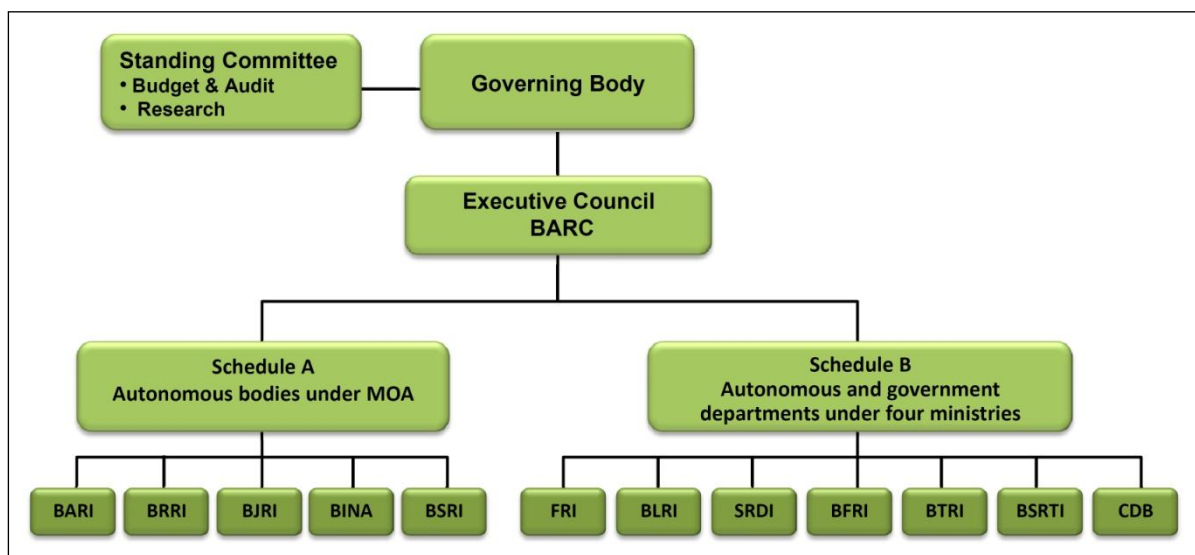 Standing Committee
• Budget & Audit
• Research
Governing Body
Executive Council
BARC
Schedule A
Autonomous bodies under MOA
Schedule B
Autonomous and government
departments under four ministries
BARI
BRRI
BJRI
BINA
BSRI
FRI
BLRI
SRDI
BFRI
BTRI
BSRTI
CDB